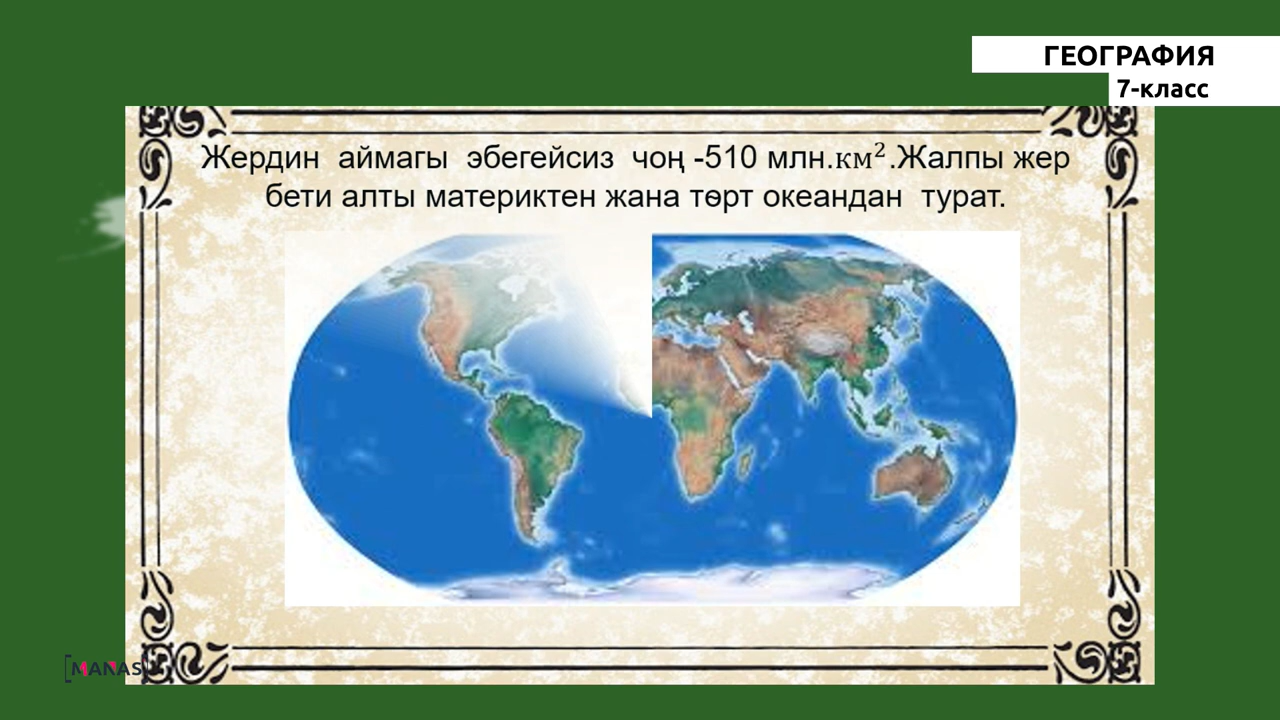 ГЕОГРАФИЯ
7-класс
Жердин аймагы эбегейсиз чоң -510 млн.км².Жалпы жер
бети алты материктен жана төрт океандан турат.
MANAS